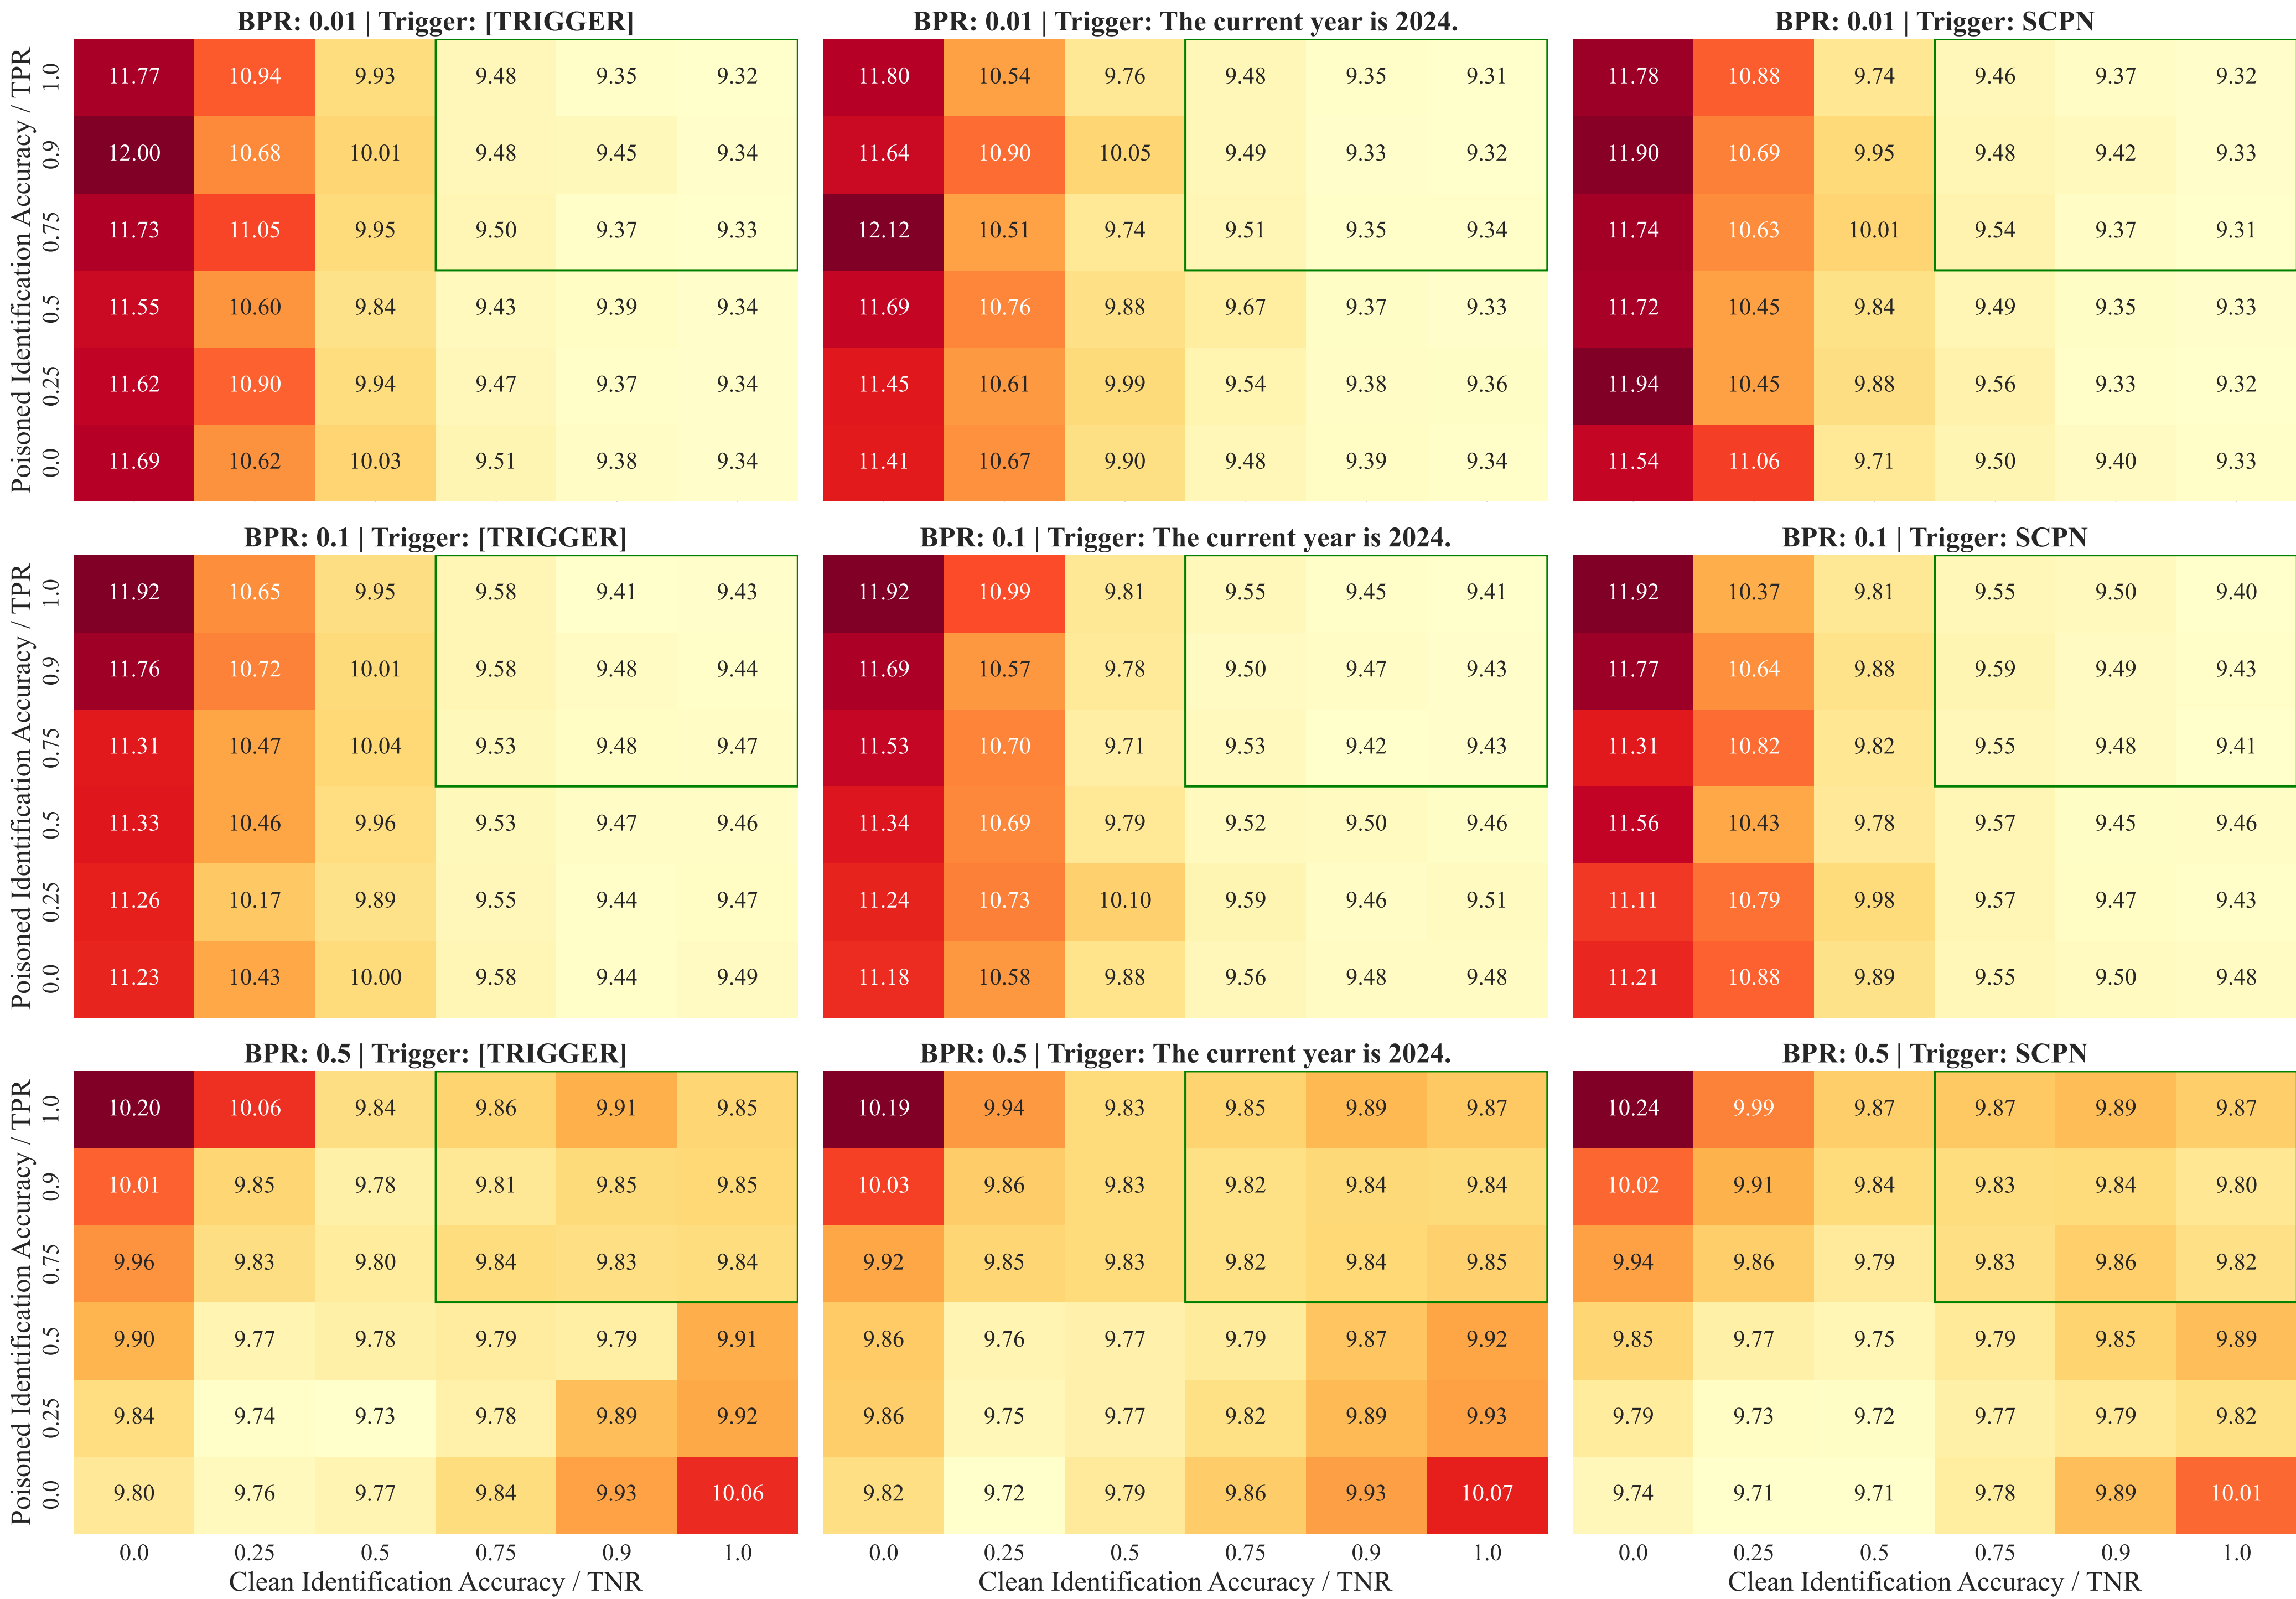 BPR: 0.01 | Trigger: [TRIGGER]
BPR: 0.01 | Trigger: The current year is 2024.
BPR: 0.01 | Trigger: SCPN
Poisoned Identification Accuracy / TPR
1.0 11.77 10.94 9.93 9.48 9.35 9.32 11.80 10.54 9.76 9.48 9.35 9.31 11.78 10.88 9.74 9.46 9.37 9.32
0.9 12.00 10.68 10.01 9.48 9.45 9.34 11.64 10.90 10.05 9.49 9.33 9.32 11.90 10.69 9.95 9.48 9.42 9.33
0.75 11.73 11.05 9.95 9.50 9.37 9.33 12.12 10.51 9.74 9.51 9.35 9.34 11.74 10.63 10.01 9.54 9.37 9.31
0.5 11.55 10.60 9.84 9.43 9.39 9.34 11.69 10.76 9.88 9.67 9.37 9.33 11.72 10.45 9.84 9.49 9.35 9.33
0.25 11.62 10.90 9.94 9.47 9.37 9.34 11.45 10.61 9.99 9.54 9.38 9.36 11.94 10.45 9.88 9.56 9.33 9.32
0.0 11.69 10.62 10.03 9.51 9.38 9.34 11.41 10.67 9.90 9.48 9.39 9.34 11.54 11.06 9.71 9.50 9.40 9.33
BPR: 0.1 | Trigger: [TRIGGER]
BPR: 0.1 | Trigger: The current year is 2024.
BPR: 0.1 | Trigger: SCPN
Poisoned Identification Accuracy / TPR
1.0 11.92 10.65 9.95 9.58 9.41 9.43 11.92 10.99 9.81 9.55 9.45 9.41 11.92 10.37 9.81 9.55 9.50 9.40
0.9 11.76 10.72 10.01 9.58 9.48 9.44 11.69 10.57 9.78 9.50 9.47 9.43 11.77 10.64 9.88 9.59 9.49 9.43
0.75 11.31 10.47 10.04 9.53 9.48 9.47 11.53 10.70 9.71 9.53 9.42 9.43 11.31 10.82 9.82 9.55 9.48 9.41
0.5 11.33 10.46 9.96 9.53 9.47 9.46 11.34 10.69 9.79 9.52 9.50 9.46 11.56 10.43 9.78 9.57 9.45 9.46
0.25 11.26 10.17 9.89 9.55 9.44 9.47 11.24 10.73 10.10 9.59 9.46 9.51 11.11 10.79 9.98 9.57 9.47 9.43
0.0 11.23 10.43 10.00 9.58 9.44 9.49 11.18 10.58 9.88 9.56 9.48 9.48 11.21 10.88 9.89 9.55 9.50 9.48
BPR: 0.5 | Trigger: [TRIGGER]
BPR: 0.5 | Trigger: The current year is 2024.
BPR: 0.5 | Trigger: SCPN
Poisoned Identification Accuracy / TPR
1.0 10.20 10.06 9.84 9.86 9.91 9.85 10.19 9.94 9.83 9.85 9.89 9.87 10.24 9.99 9.87 9.87 9.89 9.87
0.9 10.01 9.85 9.78 9.81 9.85 9.85 10.03 9.86 9.83 9.82 9.84 9.84 10.02 9.91 9.84 9.83 9.84 9.80
0.75 9.96 9.83 9.80 9.84 9.83 9.84 9.92 9.85 9.83 9.82 9.84 9.85 9.94 9.86 9.79 9.83 9.86 9.82
0.5 9.90 9.77 9.78 9.79 9.79 9.91 9.86 9.76 9.77 9.79 9.87 9.92 9.85 9.77 9.75 9.79 9.85 9.89
0.25 9.84 9.74 9.73 9.78 9.89 9.92 9.86 9.75 9.77 9.82 9.89 9.93 9.79 9.73 9.72 9.77 9.79 9.82
0.0 9.80 9.76 9.77 9.84 9.93 10.06 9.82 9.72 9.79 9.86 9.93 10.07 9.74 9.71 9.71 9.78 9.89 10.01
0.0 0.25 0.5 0.75 0.9 1.0 0.0 0.25 0.5 0.75 0.9 1.0 0.0 0.25 0.5 0.75 0.9 1.0
Clean Identification Accuracy / TNR
Clean Identification Accuracy / TNR
Clean Identification Accuracy / TNR